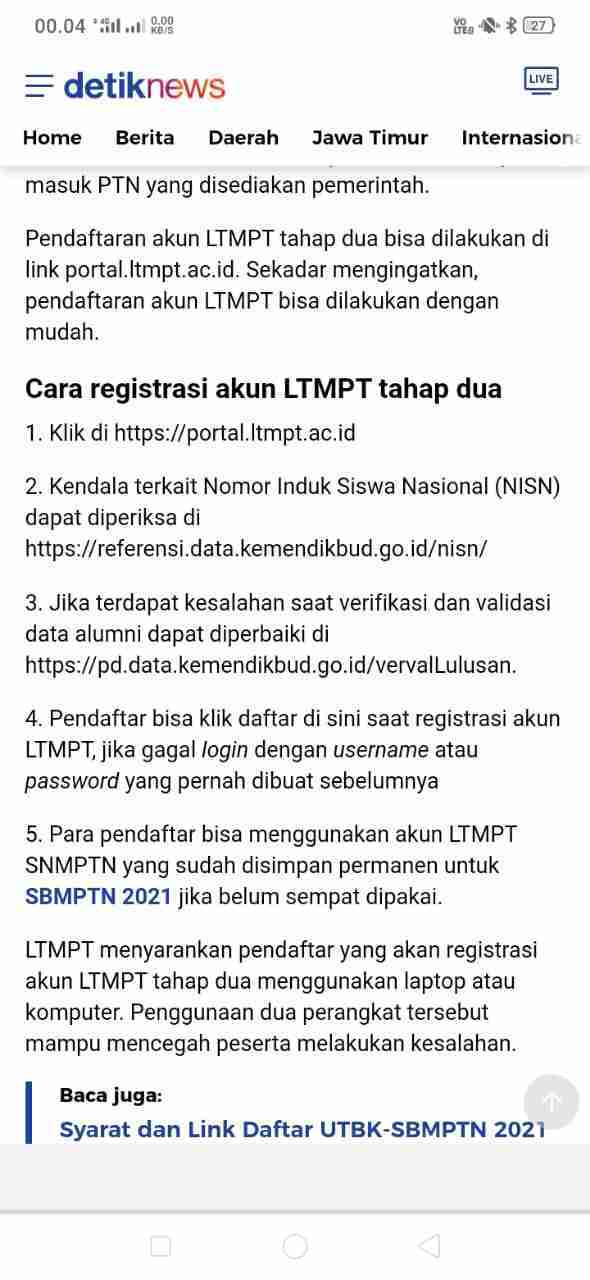 00.04 4G 0.00 KB/S VO LTE 27
detiknews LIVE
Home Berita Daerah Jawa Timur Internasiona
masuk PTN yang disediakan pemerintah.
Pendaftaran akun LTMPT tahap dua bisa dilakukan di
link portal.ltmpt.ac.id. Sekadar mengingatkan,
pendaftaran akun LTMPT bisa dilakukan dengan
mudah.
Cara registrasi akun LTMPT tahap dua
1. Klik di https://portal.ltmpt.ac.id
2. Kendala terkait Nomor Induk Siswa Nasional (NISN)
dapat diperiksa di
https://referensi.data.kemendikbud.go.id/nisn/
3. Jika terdapat kesalahan saat verifikasi dan validasi
data alumni dapat diperbaiki di
https://pd.data.kemendikbud.go.id/vervalLulusan.
4. Pendaftar bisa klik daftar di sini saat registrasi akun
LTMPT, jika gagal login dengan username atau
password yang pernah dibuat sebelumnya
5. Para pendaftar bisa menggunakan akun LTMPT
SNMPTN yang sudah disimpan permanen untuk
SBMPTN 2021 jika belum sempat dipakai.
LTMPT menyarankan pendaftar yang akan registrasi
akun LTMPT tahap dua menggunakan laptop atau
komputer. Penggunaan dua perangkat tersebut
mampu mencegah peserta melakukan kesalahan.
Baca juga:
Syarat dan Link Daftar UTBK-SBMPTN 2021